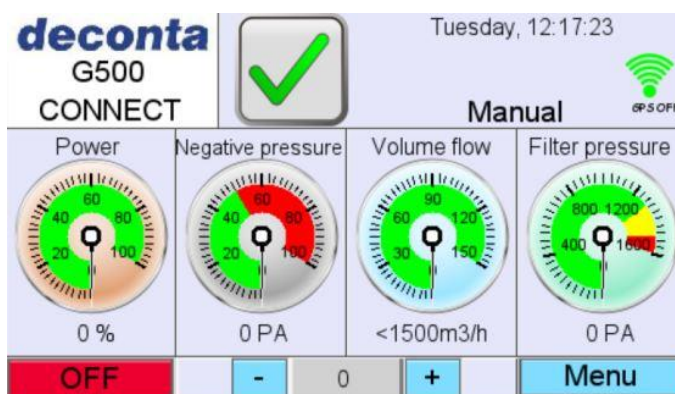 deconta
G500
CONNECT
Tuesday, 12:17:23
Manual
GPS OFF
Power
20
40
60
80
100
0 %
Negative pressure
20
40
60
80
100
0 PA
Volume flow
30
60
90
120
150
<1500m3/h
Filter pressure
400
800
1200
1600
0 PA
OFF
-
0
+
Menu